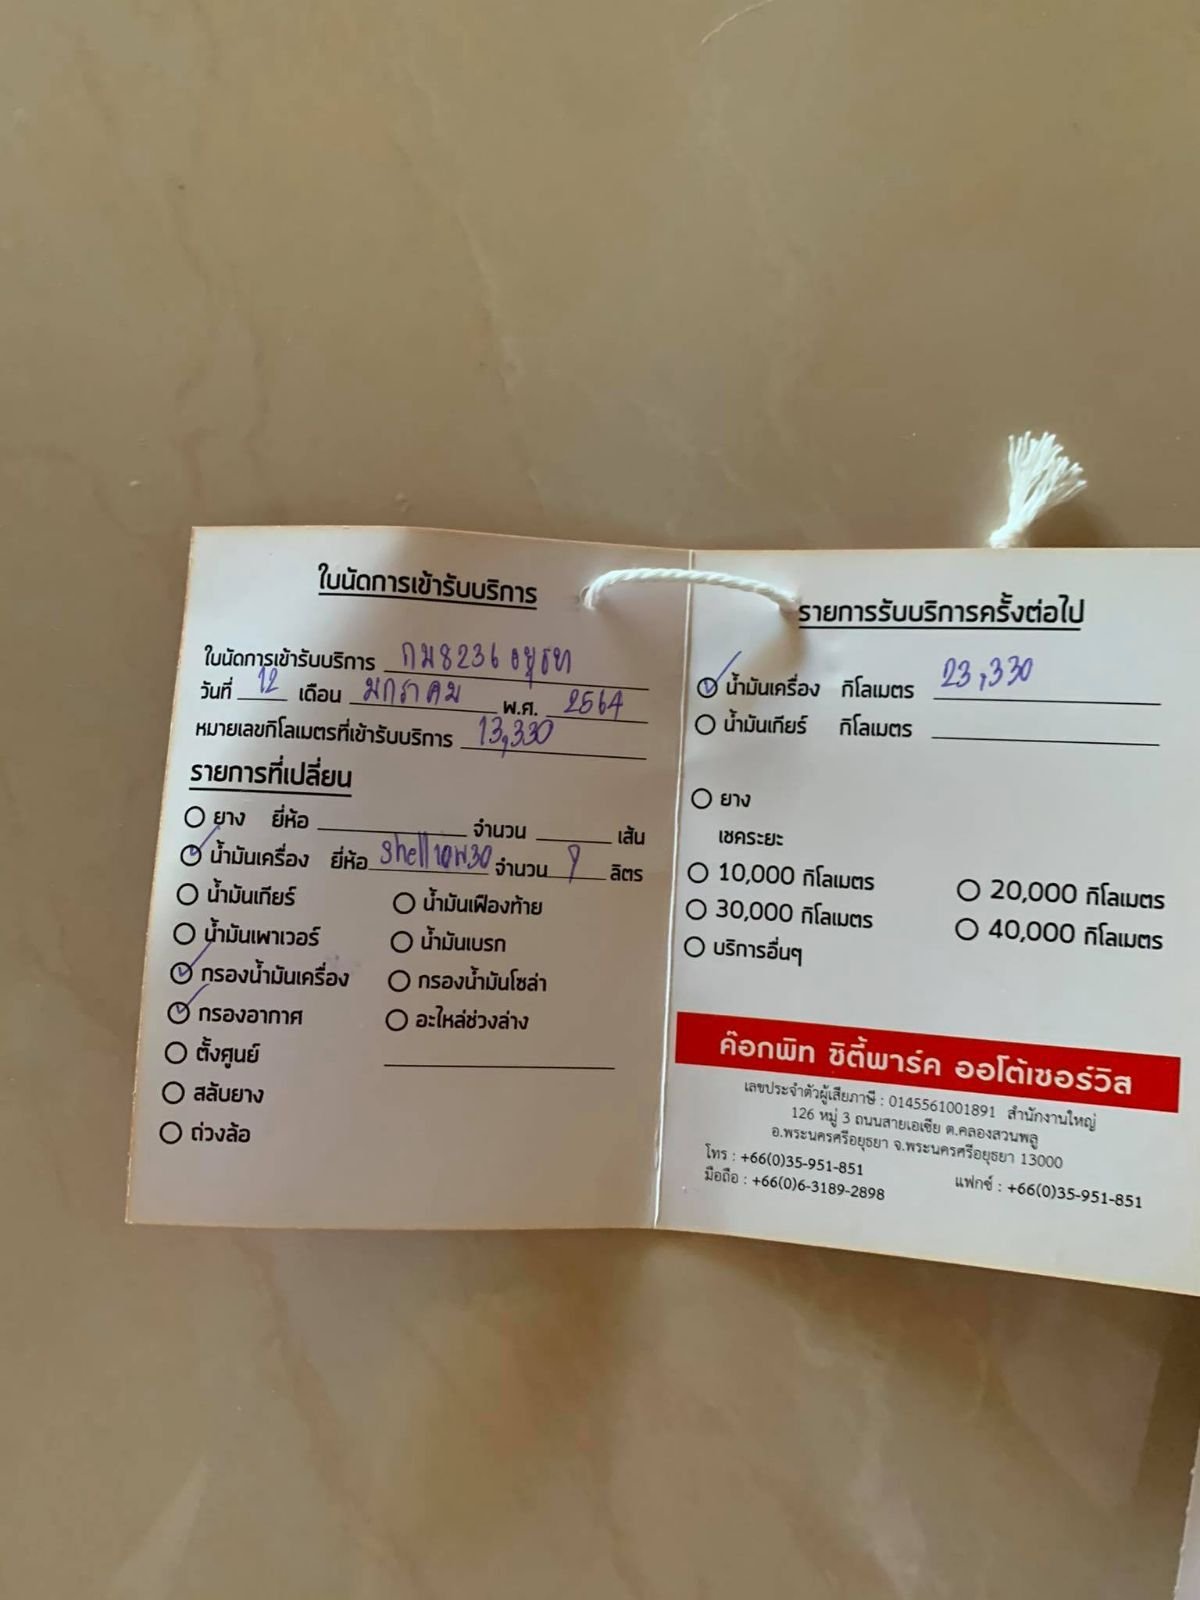 ใบนัดการเข้ารับบริการ
ใบนัดการเข้ารับบริการ กม8236 อยุธยา
วันที่ 12 เดือน มกราคม พ.ศ. 2564
หมายเลขกิโลเมตรที่เข้ารับบริการ 13,330
รายการที่เปลี่ยน
ยาง ยี่ห้อ จำนวน เส้น
น้ำมันเครื่อง ยี่ห้อ shell 10W30 จำนวน ลิตร
น้ำมันเกียร์ น้ำมันเฟืองท้าย
น้ำมันเพาเวอร์ น้ำมันเบรก
กรองน้ำมันเครื่อง กรองน้ำมันโซล่า
กรองอากาศ อะไหล่ช่วงล่าง
ตั้งศูนย์
สลับยาง
ถ่วงล้อ
รายการรับบริการครั้งต่อไป
น้ำมันเครื่อง กิโลเมตร 23,330
น้ำมันเกียร์ กิโลเมตร
ยาง
เชคระยะ
10,000 กิโลเมตร 20,000 กิโลเมตร
30,000 กิโลเมตร 40,000 กิโลเมตร
บริการอื่นๆ
ค๊อกพิท ซิตี้พาร์ค ออโต้เซอร์วิส
เลขประจำตัวผู้เสียภาษี : 0145561001891 สำนักงานใหญ่
126 หมู่ 3 ถนนสายเอเซีย ต.คลองสวนพลู
อ.พระนครศรีอยุธยา จ.พระนครศรีอยุธยา 13000
โทร : +66(0)35-951-851 แฟกซ์ : +66(0)35-951-851
มือถือ : +66(0)6-3189-2898